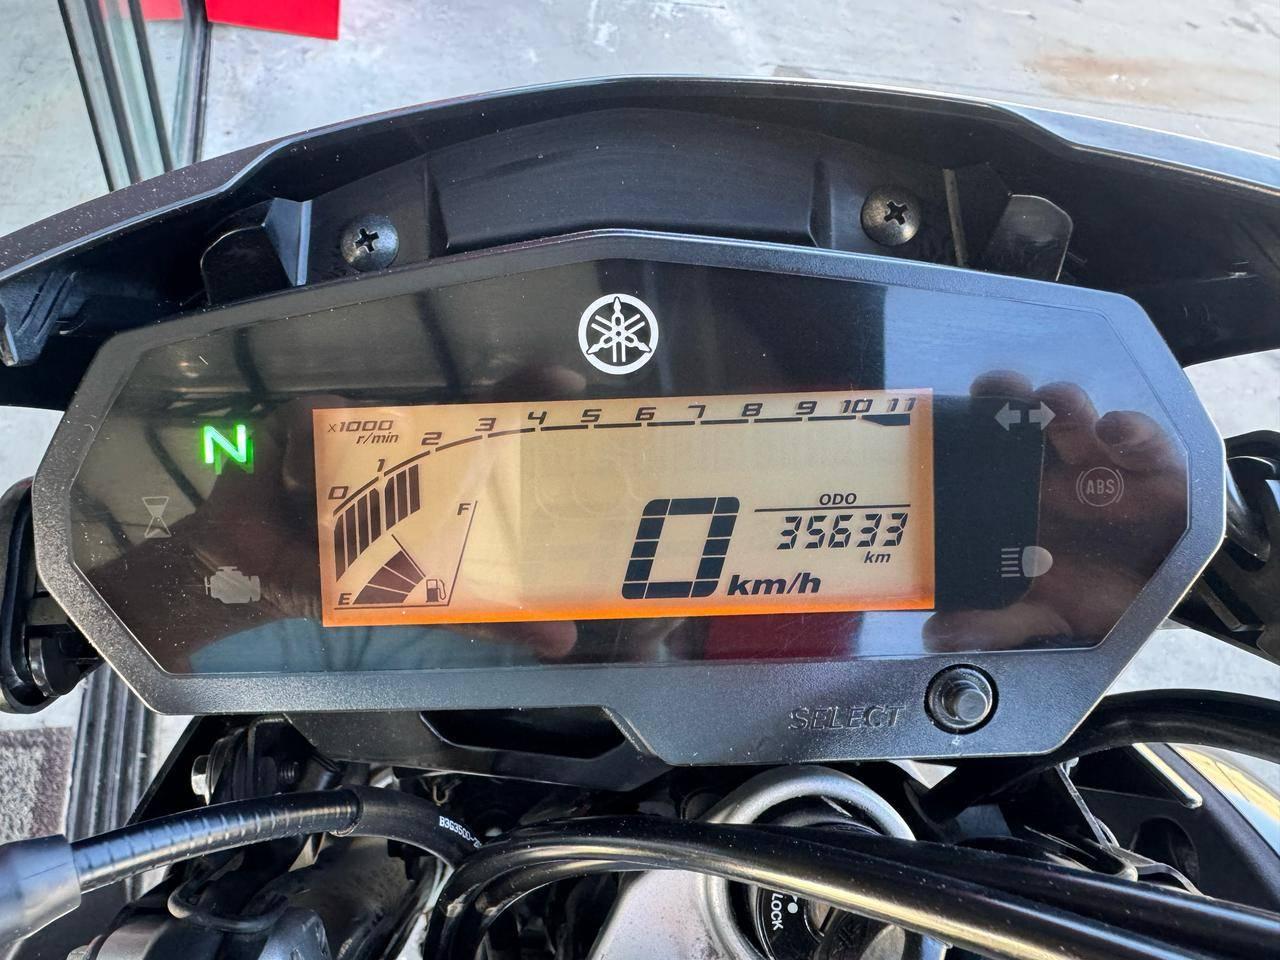 N
x1000
r/min
0 1 2 3 4 5 6 7 8 9 10 11
F
E
0 km/h
ODO
35633
km
ABS
SELECT
B3G3500-
LOCK